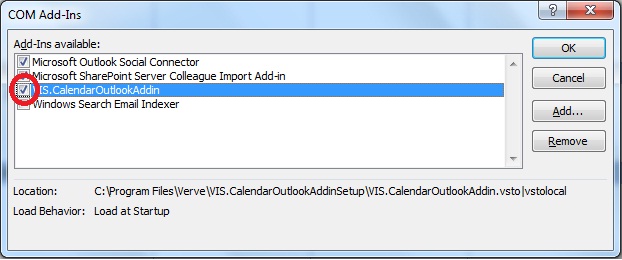 COM Add-Ins
Add-Ins available:
Microsoft Outlook Social Connector
Microsoft SharePoint Server Colleague Import Add-in
VIS.CalendarOutlookAddin
Windows Search Email Indexer
OK
Cancel
Add...
Remove
Location: C:\Program Files\Verve\VIS.CalendarOutlookAddinSetup\VIS.CalendarOutlookAddin.vsto|vstolocal
Load Behavior: Load at Startup